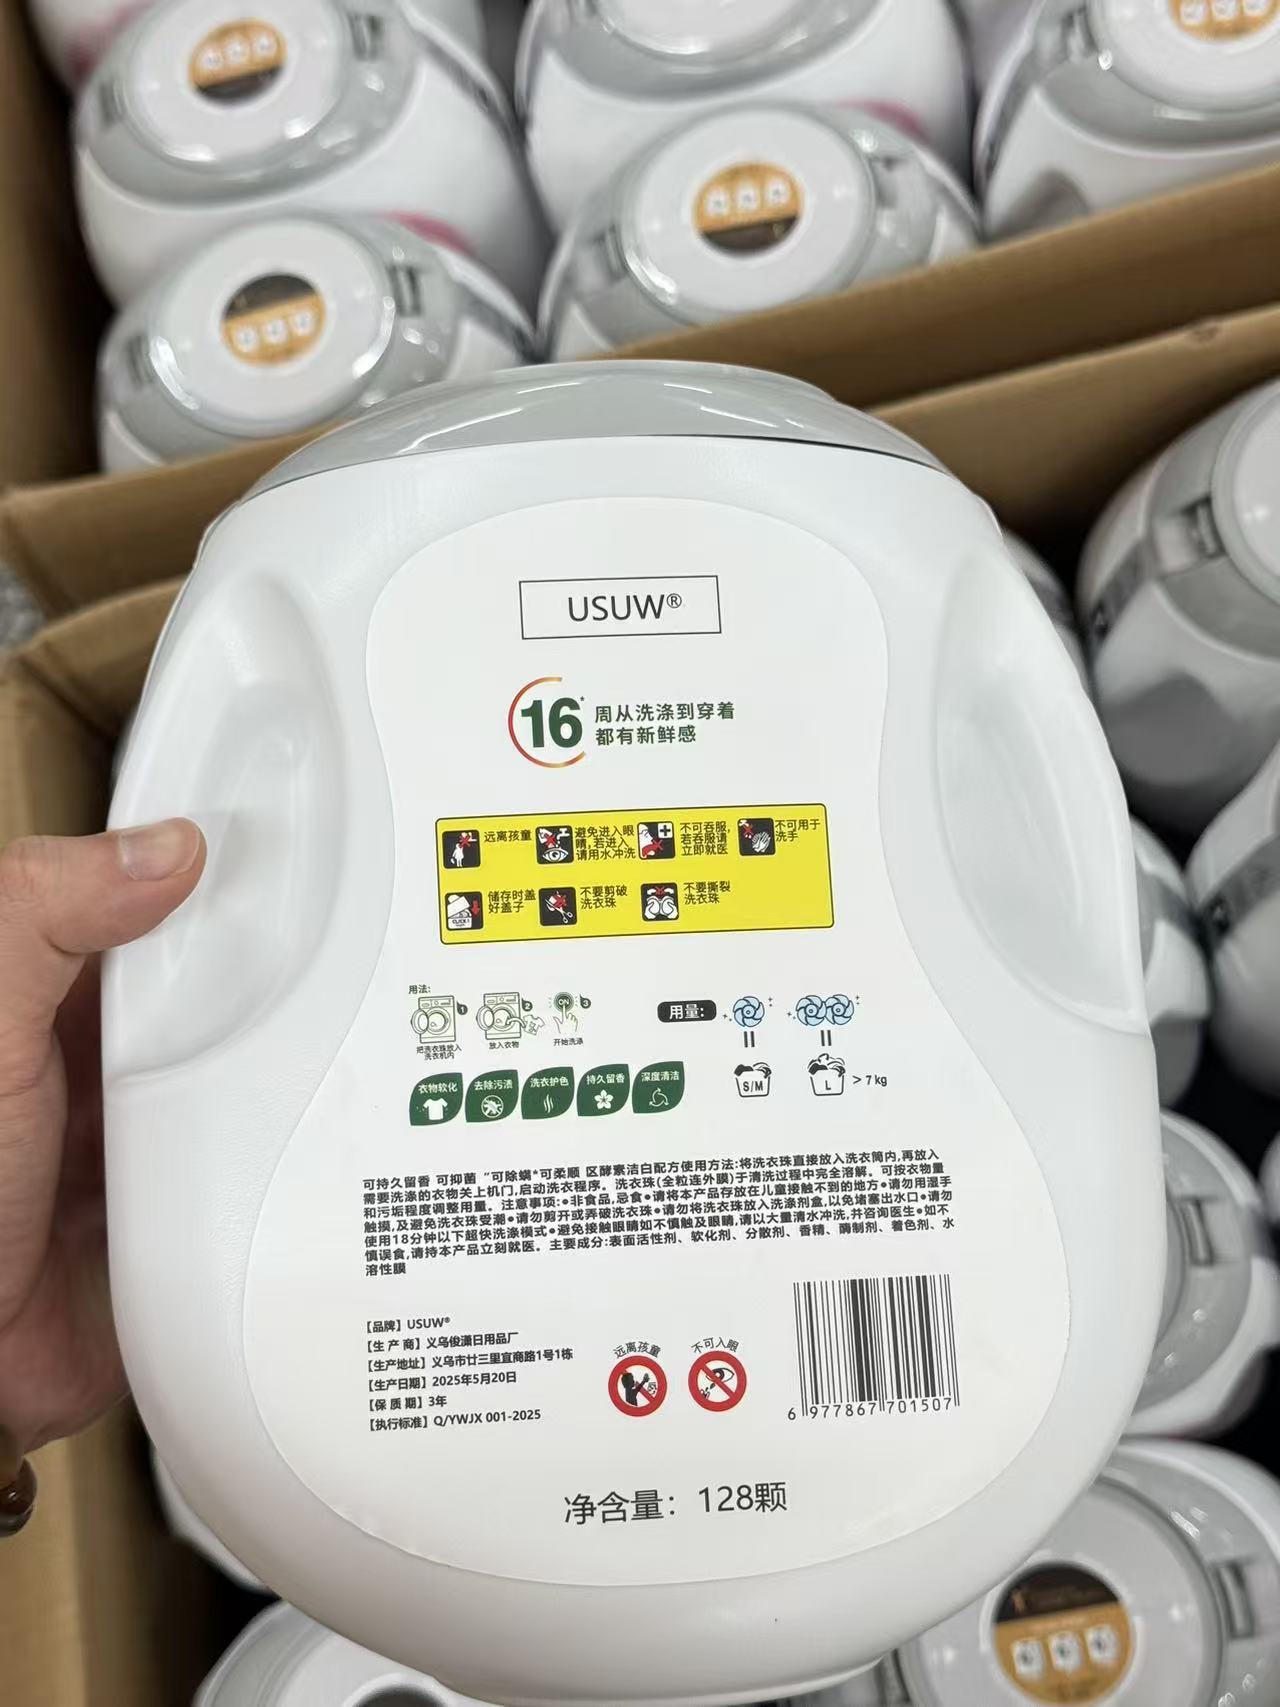 USUW®
16*
周从洗涤到穿着
都有新鲜感
远离孩童
避免进入眼
睛,若进入
请用水冲洗
不可吞服,
若吞服请
立即就医
不可用于
洗手
储存时盖
好盖子
CLICK!
不要剪破
洗衣珠
不要撕裂
洗衣珠
用法:
1
2
ON
3
把洗衣珠放入
洗衣机内
放入衣物
开始洗涤
用量:
S/M
L
> 7 kg
衣物软化
去除污渍
洗衣护色
持久留香
深度清洁
可持久留香 可抑菌 "可除螨*可柔顺 区酵素洁白配方使用方法:将洗衣珠直接放入洗衣筒内,再放入
需要洗涤的衣物关上机门,启动洗衣程序。洗衣珠(全粒连外膜)于清洗过程中完全溶解。可按衣物量
和污垢程度调整用量。注意事项:●非食品,忌食●请将本产品存放在儿童接触不到的地方●请勿用湿手
触摸,及避免洗衣珠受潮●请勿剪开或弄破洗衣珠●请勿将洗衣珠放入洗涤剂盒,以免堵塞出水口●请勿
使用18分钟以下超快洗涤模式●避免接触眼睛如不慎触及眼睛,请以大量清水冲洗,并咨询医生●如不
慎误食,请持本产品立刻就医。主要成分:表面活性剂、软化剂、分散剂、香精、酶制剂、着色剂、水
溶性膜
【品牌】USUW®
【生 产 商】义乌俊潇日用品厂
【生产地址】义乌市廿三里宜商路1号1栋
【生产日期】2025年5月20日
【保 质 期】3年
【执行标准】Q/YWJX 001-2025
远离孩童
不可入眼
6 977867 701507
净含量：128颗